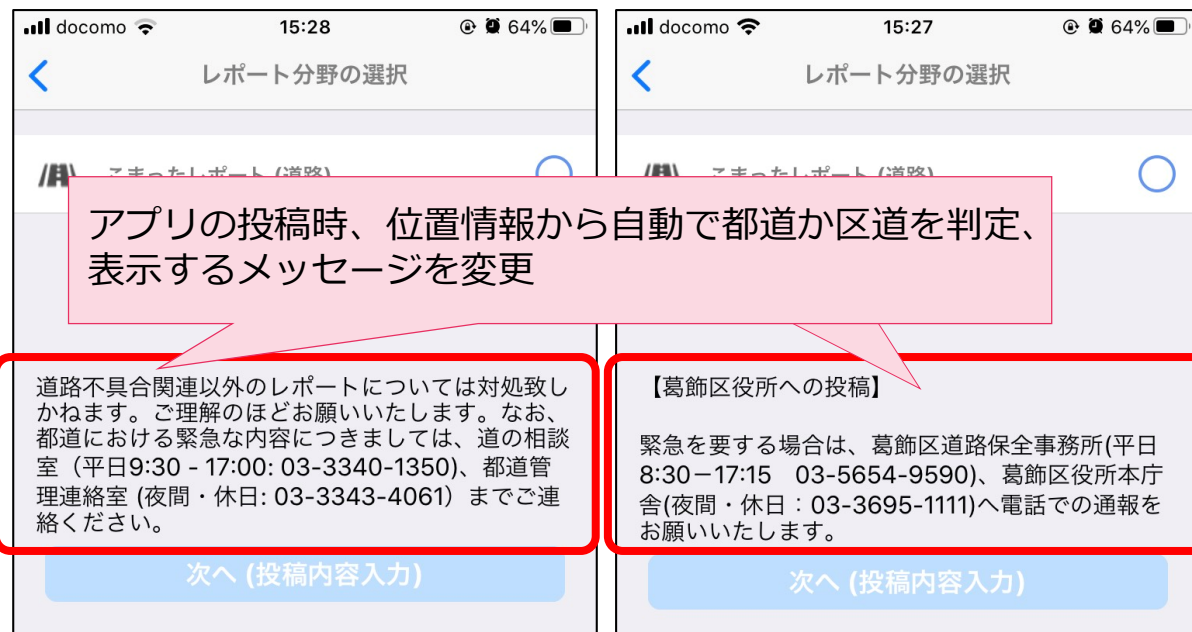 docomo 15:28 64%
レポート分野の選択
こまったレポート (道路)
docomo 15:27 64%
レポート分野の選択
こまったレポート (道路)
アプリの投稿時、位置情報から自動で都道か区道を判定、
表示するメッセージを変更
道路不具合関連以外のレポートについては対処致し
かねます。ご理解のほどお願いいたします。なお、
都道における緊急な内容につきましては、道の相談
室（平日9:30 - 17:00: 03-3340-1350)、都道管
理連絡室 (夜間・休日: 03-3343-4061）までご連
絡ください。
次へ (投稿内容入力)
【葛飾区役所への投稿】
緊急を要する場合は、葛飾区道路保全事務所(平日
8:30－17:15　03-5654-9590)、葛飾区役所本庁
舎(夜間・休日：03-3695-1111)へ電話での通報を
お願いいたします。
次へ (投稿内容入力)